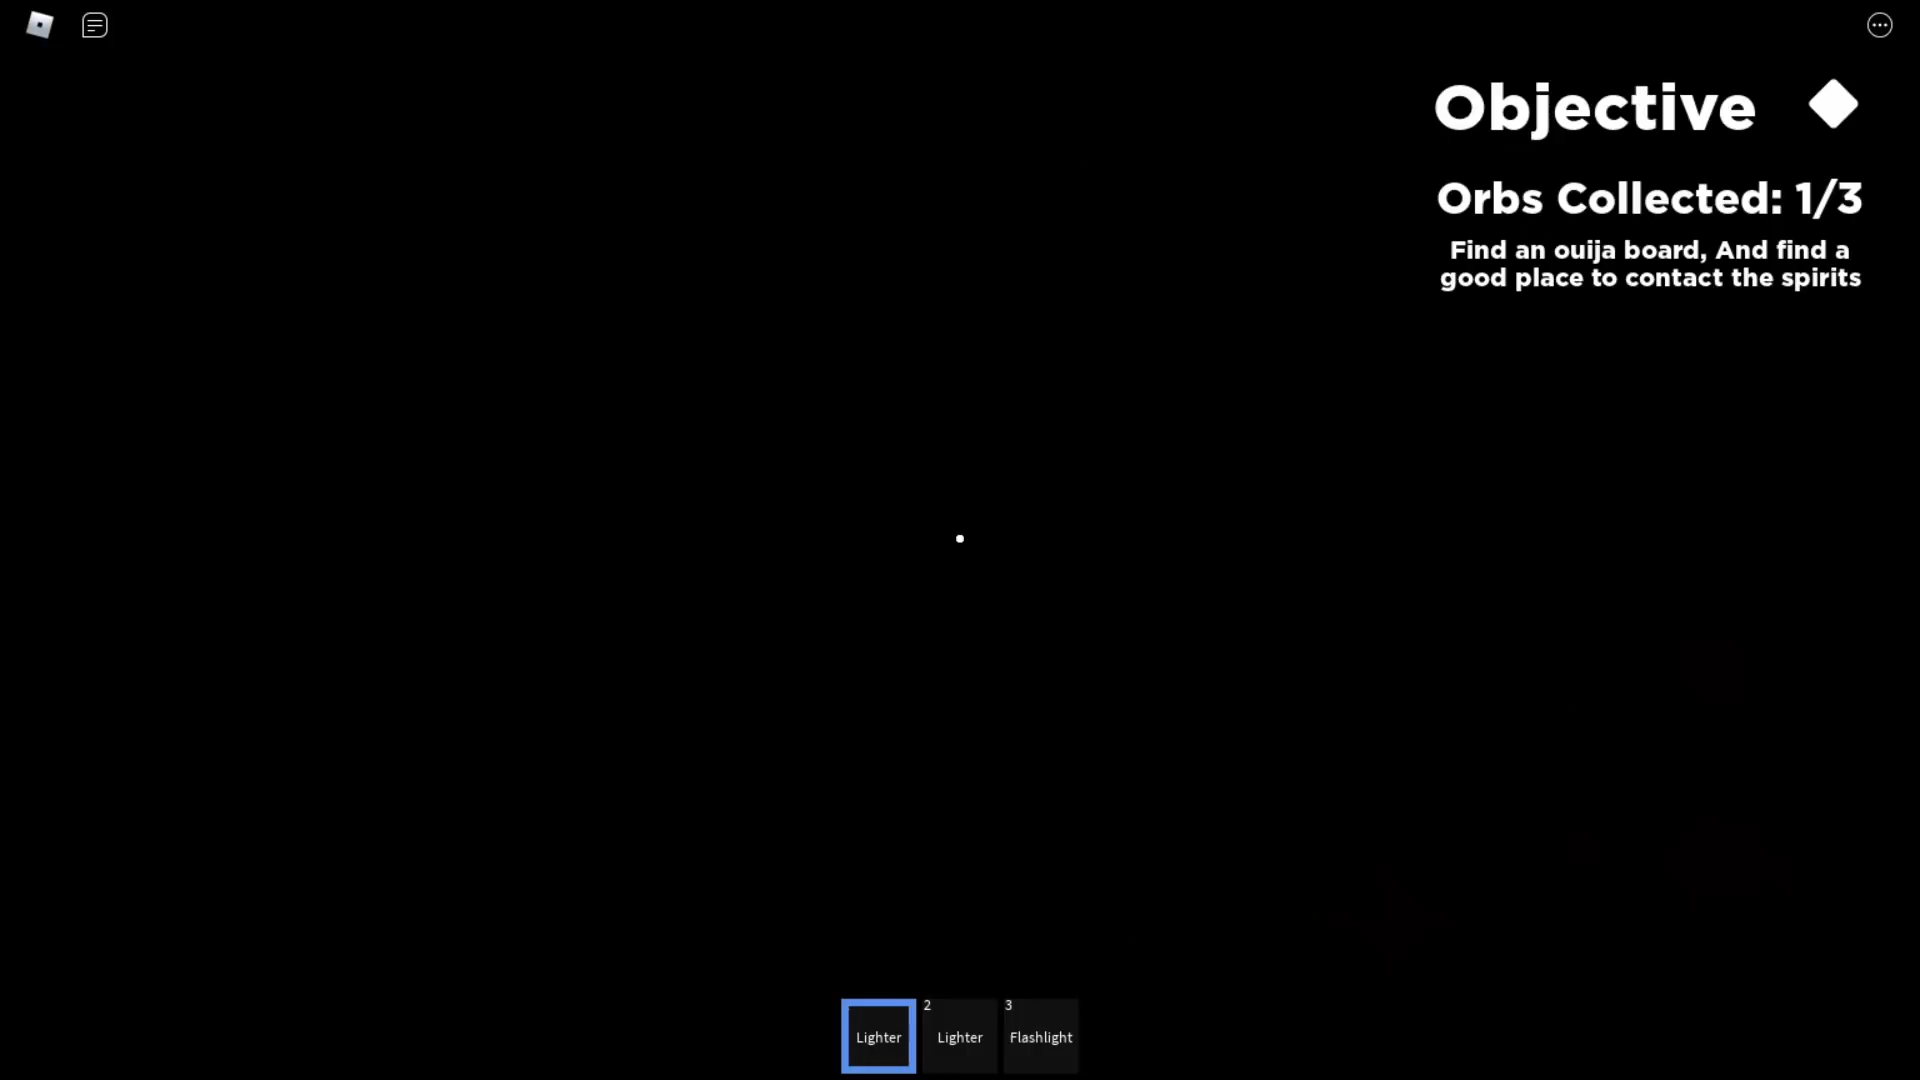 Objective
Orbs Collected: 1/3
Find an ouija board, And find a
good place to contact the spirits
Lighter
2
Lighter
3
Flashlight